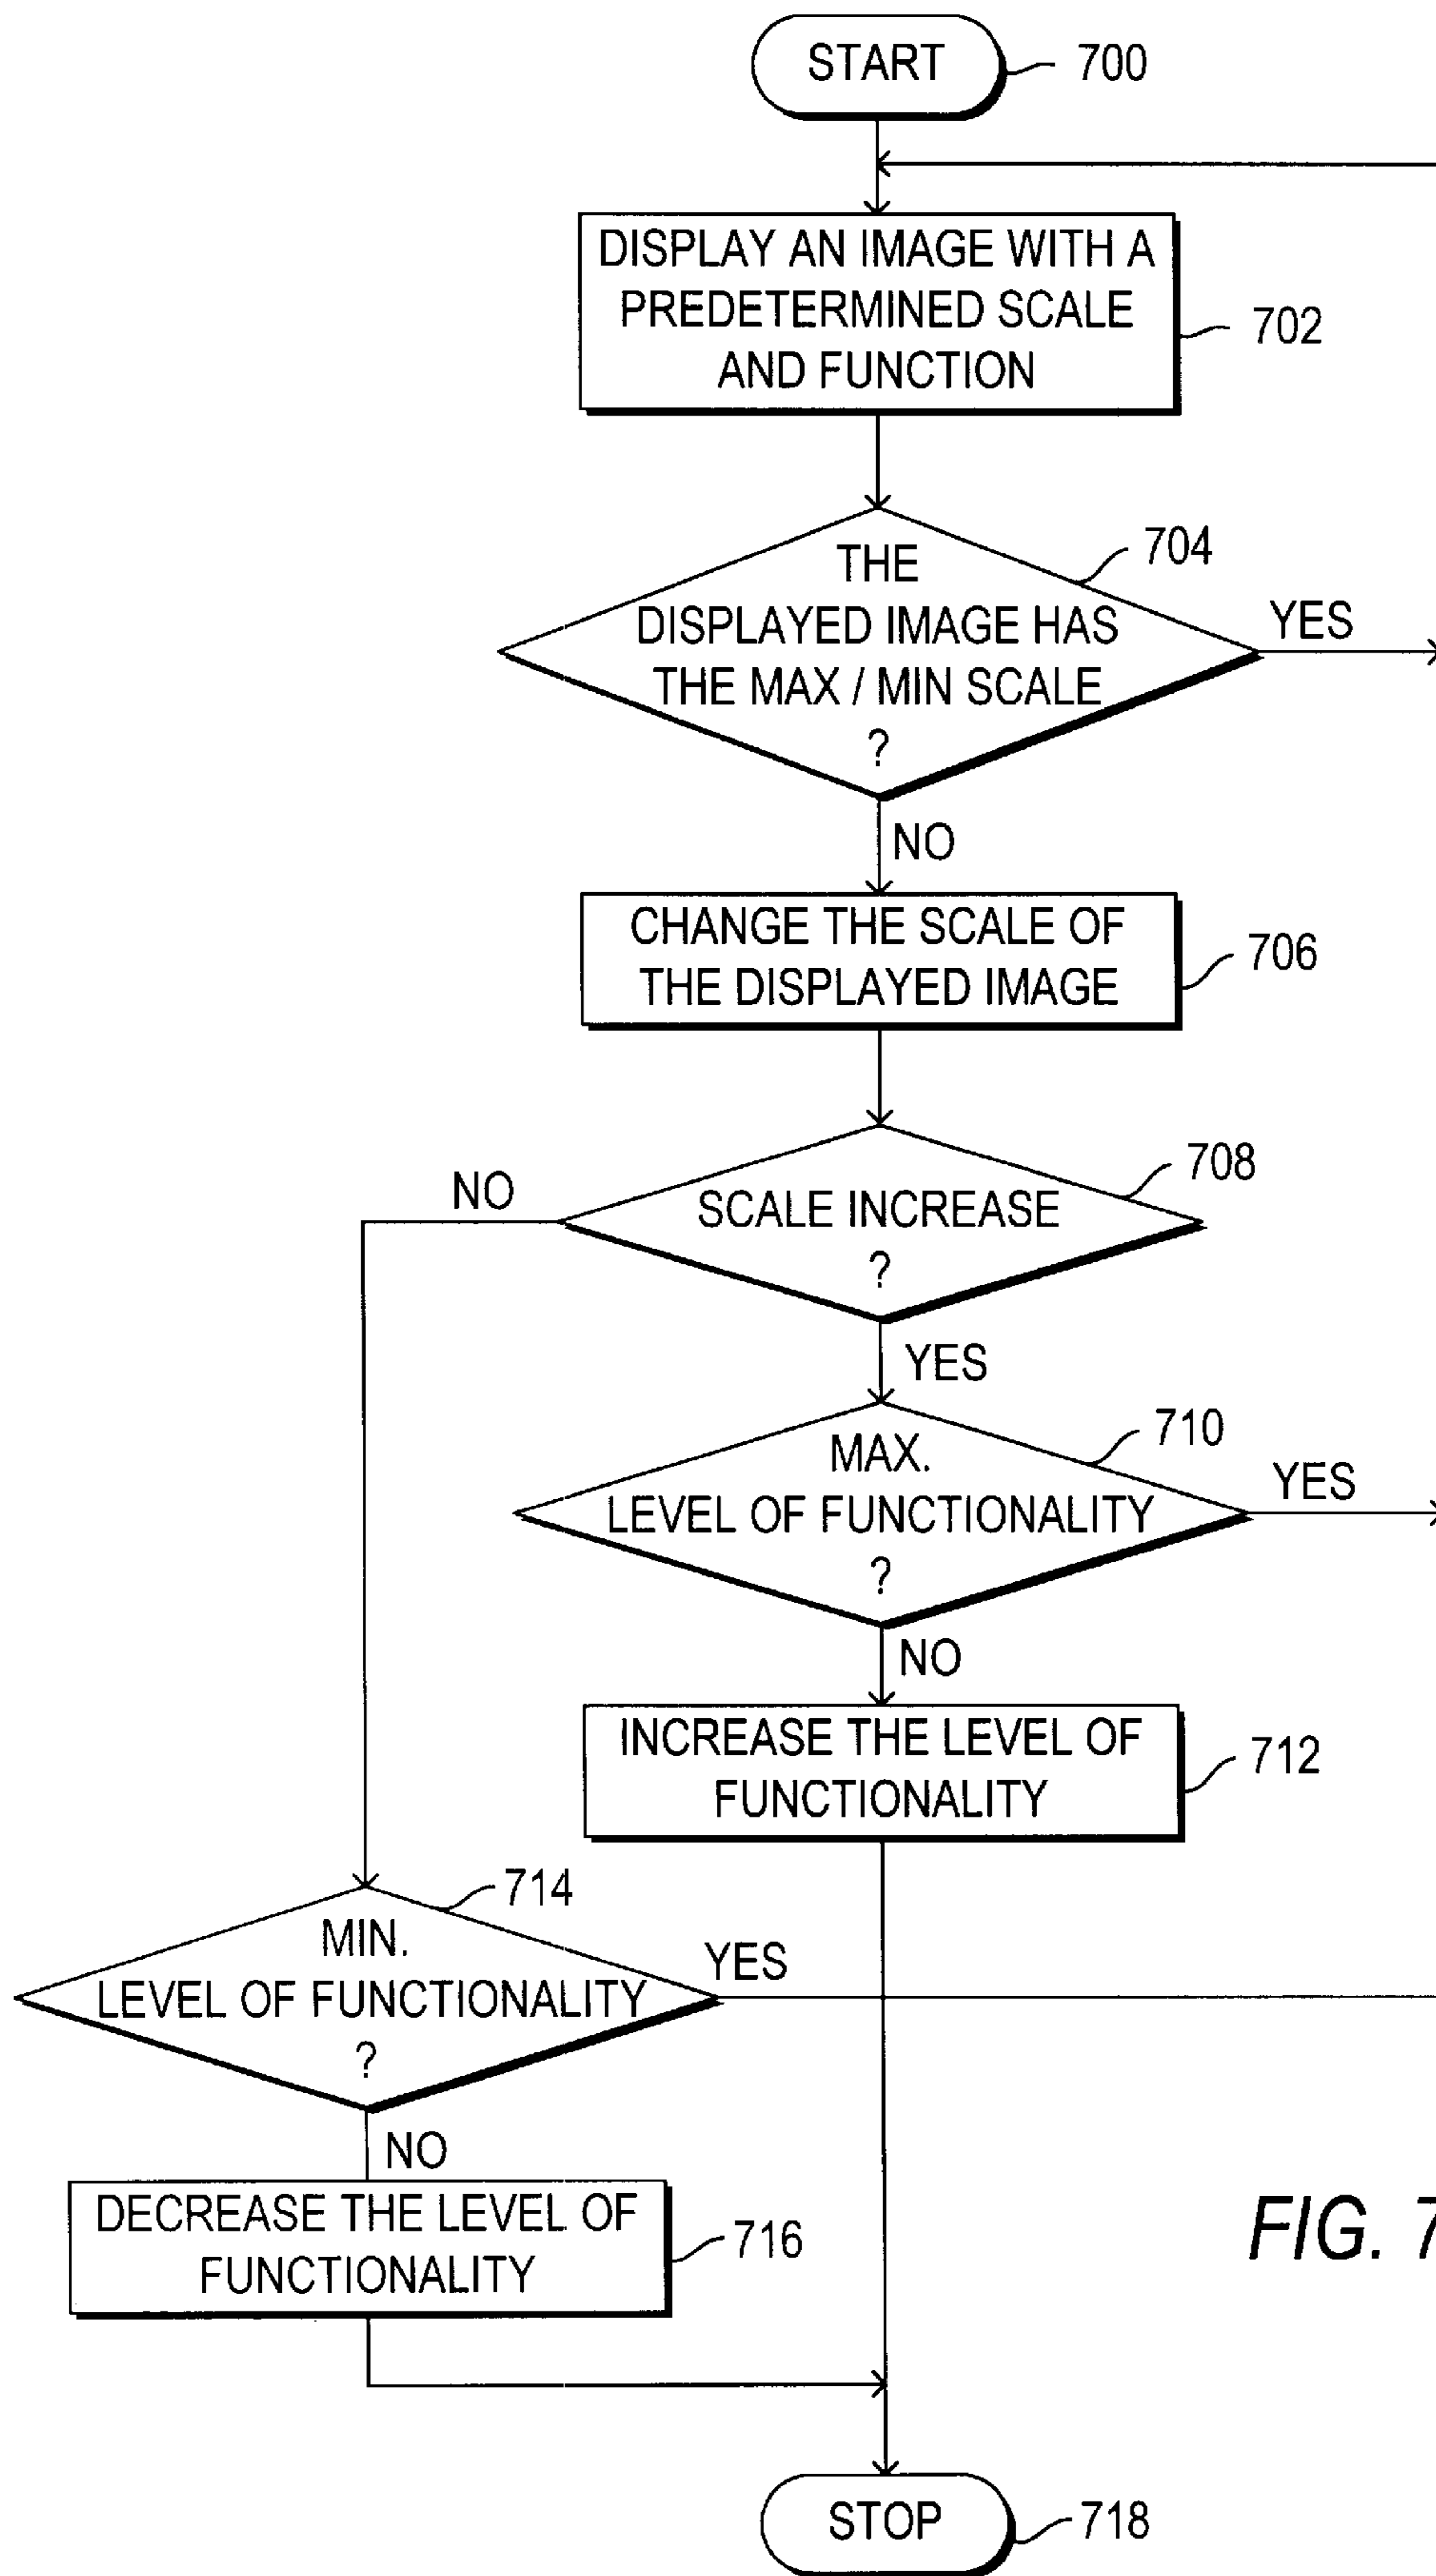 START
700
DISPLAY AN IMAGE WITH A
PREDETERMINED SCALE
AND FUNCTION
702
704
THE
DISPLAYED IMAGE HAS
THE MAX / MIN SCALE
?
YES
NO
CHANGE THE SCALE OF
THE DISPLAYED IMAGE
706
708
NO
SCALE INCREASE
?
YES
710
MAX.
LEVEL OF FUNCTIONALITY
?
YES
NO
INCREASE THE LEVEL OF
FUNCTIONALITY
712
714
MIN.
LEVEL OF FUNCTIONALITY
?
YES
NO
DECREASE THE LEVEL OF
FUNCTIONALITY
716
FIG. 7
STOP
718